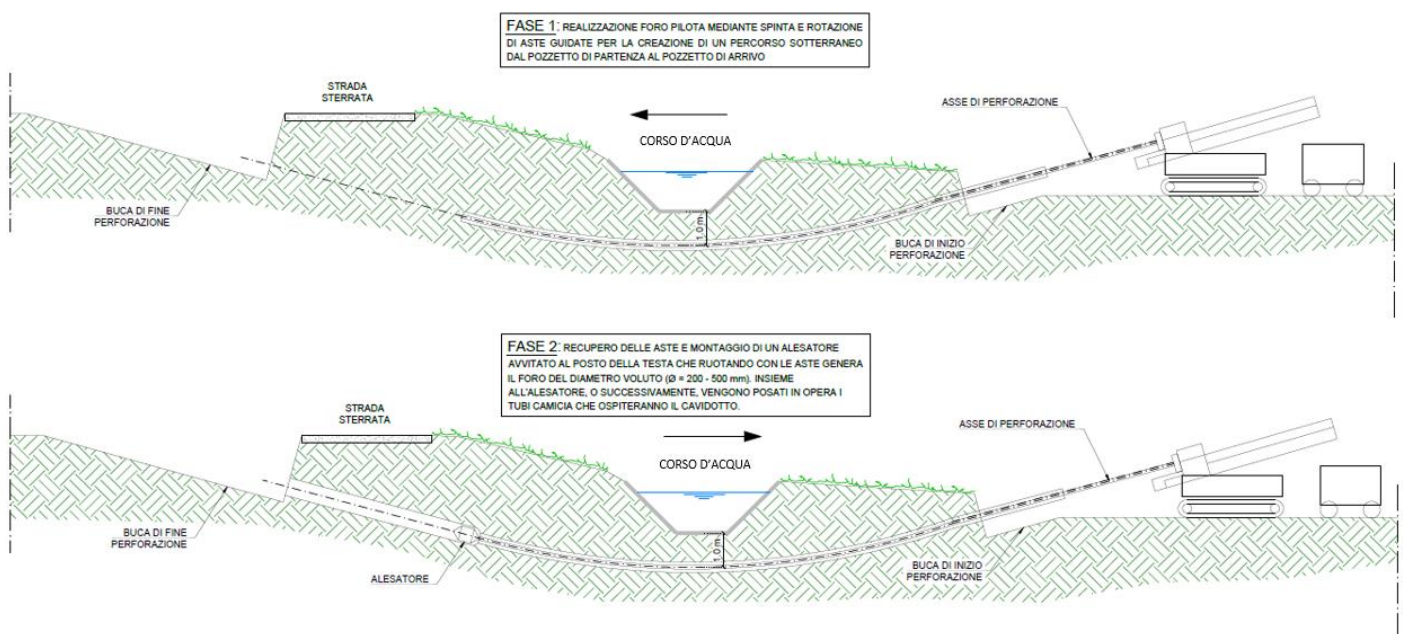 FASE 1: REALIZZAZIONE FORO PILOTA MEDIANTE SPINTA E ROTAZIONE
DI ASTE GUIDATE PER LA CREAZIONE DI UN PERCORSO SOTTERRANEO
DAL POZZETTO DI PARTENZA AL POZZETTO DI ARRIVO
STRADA
STERRATA
ASSE DI PERFORAZIONE
CORSO D'ACQUA
BUCA DI FINE
PERFORAZIONE
1.0 m
BUCA DI INIZIO
PERFORAZIONE
FASE 2: RECUPERO DELLE ASTE E MONTAGGIO DI UN ALESATORE
AVVITATO AL POSTO DELLA TESTA CHE RUOTANDO CON LE ASTE GENERA
IL FORO DEL DIAMETRO VOLUTO (Ø = 200 - 500 mm). INSIEME
ALL'ALESATORE, O SUCCESSIVAMENTE, VENGONO POSATI IN OPERA I
TUBI CAMICIA CHE OSPITERANNO IL CAVIDOTTO.
STRADA
STERRATA
ASSE DI PERFORAZIONE
CORSO D'ACQUA
BUCA DI FINE
PERFORAZIONE
1.0 m
BUCA DI INIZIO
PERFORAZIONE
ALESATORE